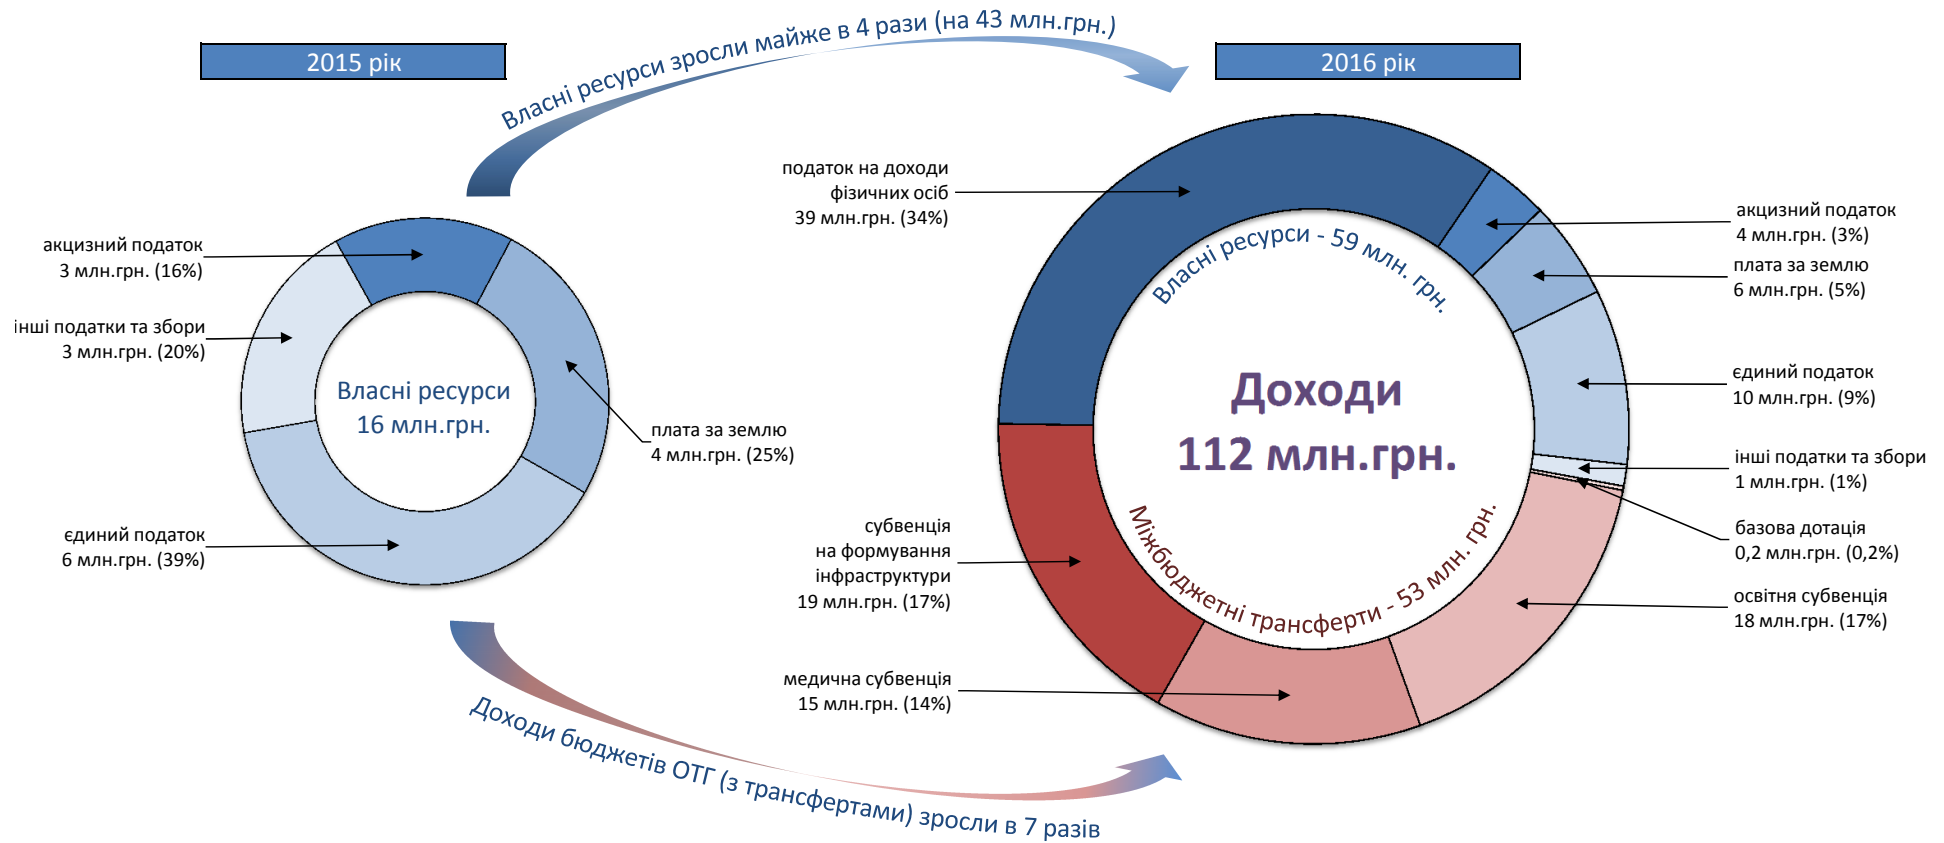 2015 рік
Власні ресурси зросли майже в 4 рази (на 43 млн.грн.)
2016 рік
акцизний податок
3 млн.грн. (16%)
інші податки та збори
3 млн.грн. (20%)
Власні ресурси
16 млн.грн.
плата за землю
4 млн.грн. (25%)
єдиний податок
6 млн.грн. (39%)
Доходи бюджетів ОТГ (з трансфертами) зросли в 7 разів
податок на доходи
фізичних осіб
39 млн.грн. (34%)
акцизний податок
4 млн.грн. (3%)
плата за землю
6 млн.грн. (5%)
Власні ресурси - 59 млн. грн.
Доходи
112 млн.грн.
Міжбюджетні трансферти - 53 млн. грн.
єдиний податок
10 млн.грн. (9%)
інші податки та збори
1 млн.грн. (1%)
базова дотація
0,2 млн.грн. (0,2%)
освітня субвенція
18 млн.грн. (17%)
субвенція
на формування
інфраструктури
19 млн.грн. (17%)
медична субвенція
15 млн.грн. (14%)